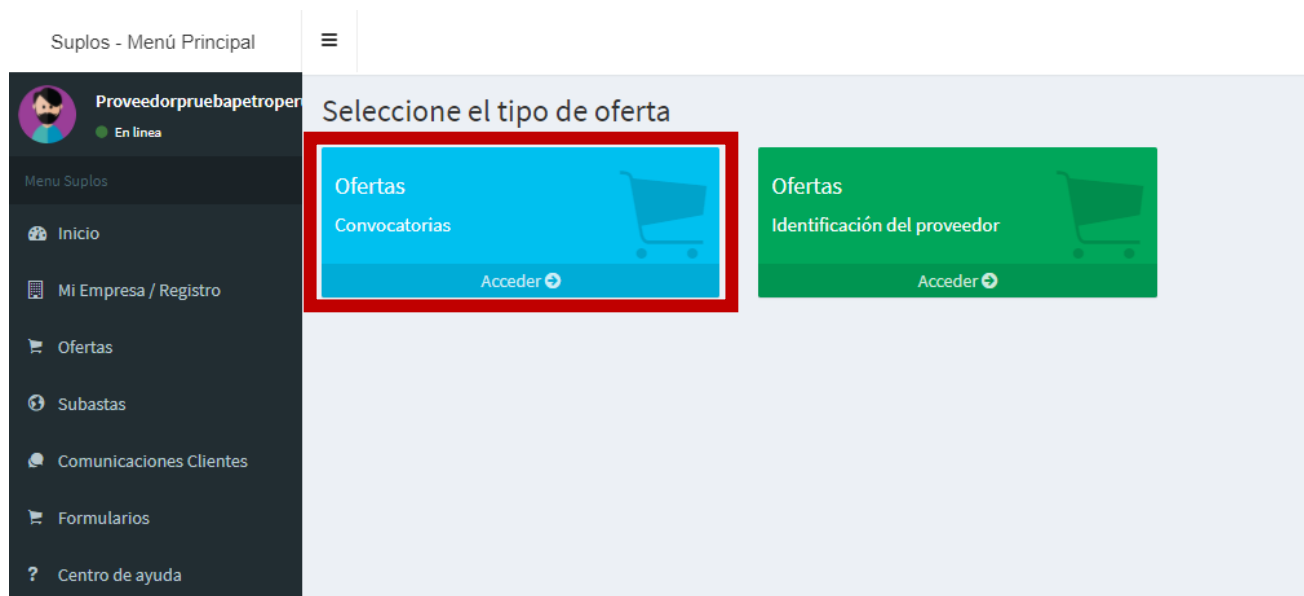 Suplos - Menú Principal
Proveedorpruebapetroper
En linea
Menu Suplos
Inicio
Mi Empresa / Registro
Ofertas
Subastas
Comunicaciones Clientes
Formularios
Centro de ayuda
Seleccione el tipo de oferta
Ofertas
Convocatorias
Acceder
Ofertas
Identificación del proveedor
Acceder